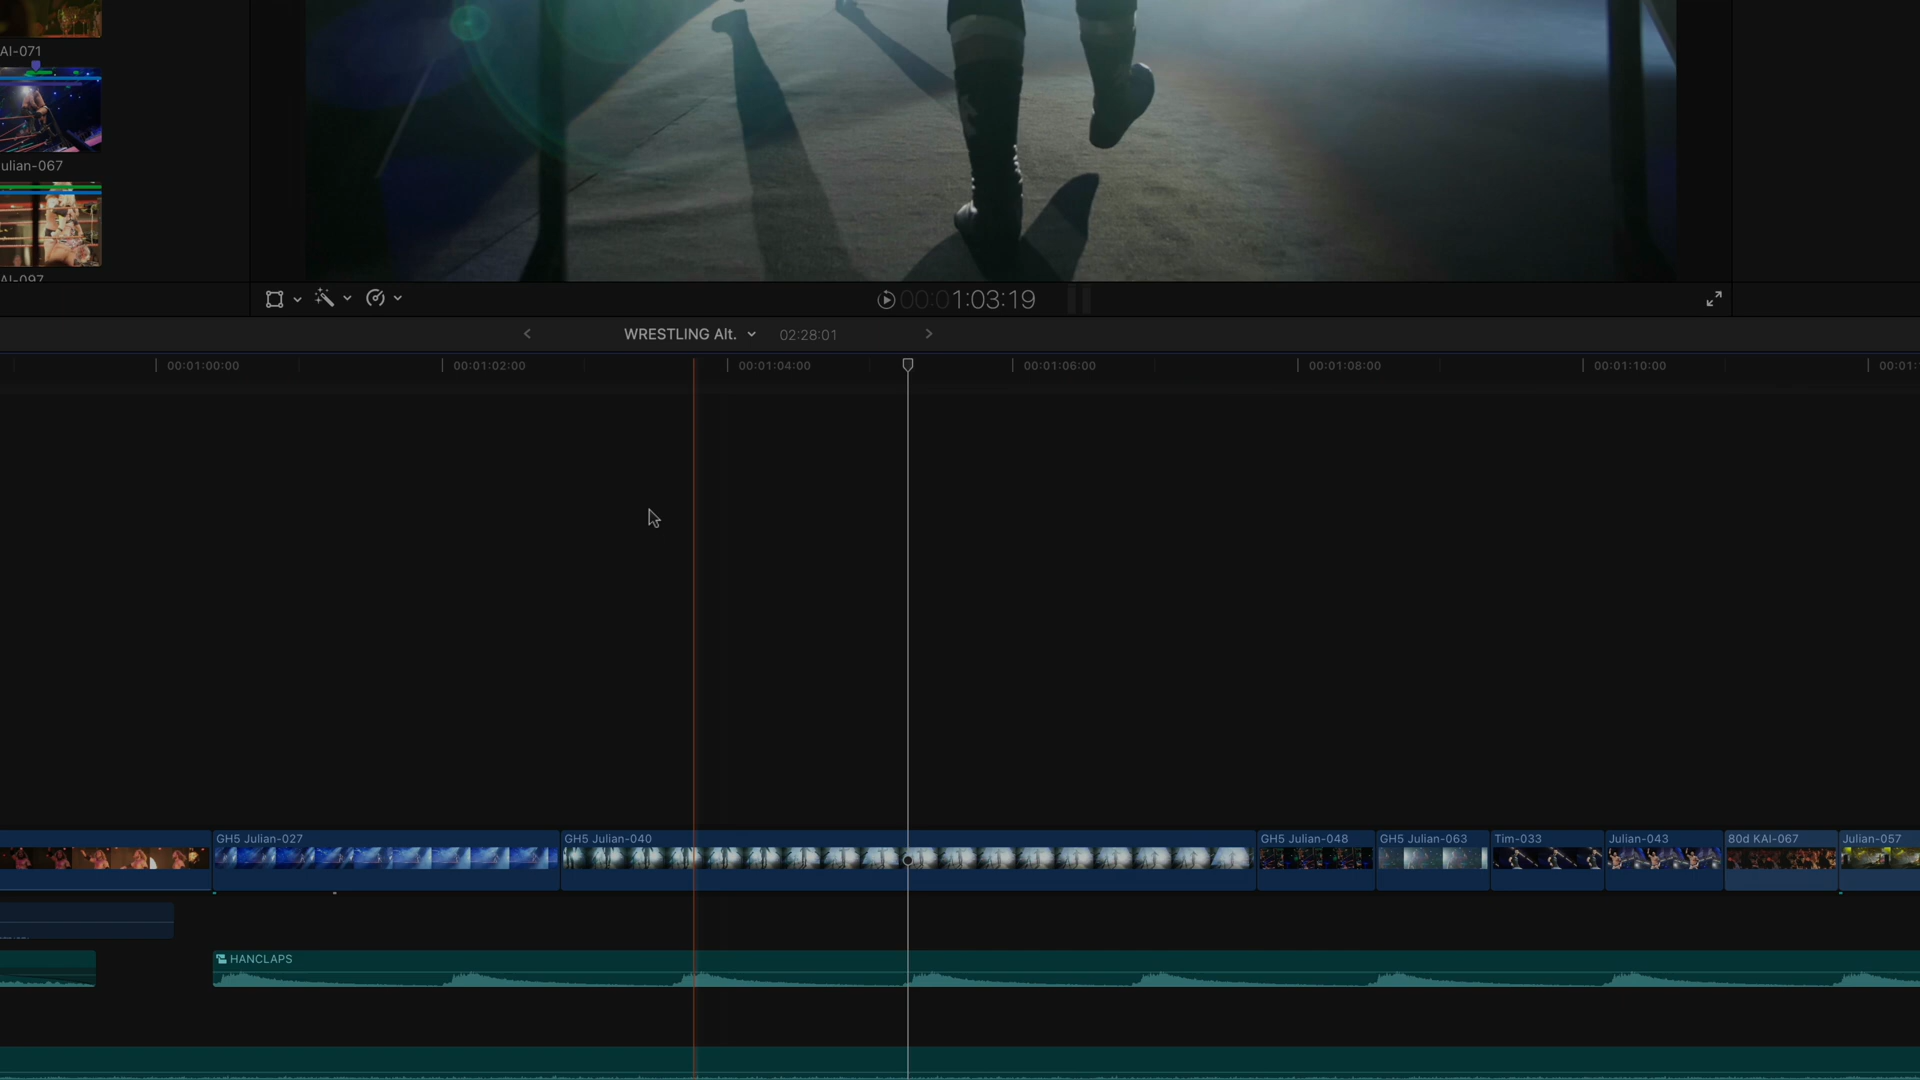 AI-071
ulian-067
AI-097
00:01:03:19
WRESTLING Alt. 02:28:01
00:01:00:00 00:01:02:00 00:01:04:00 00:01:06:00 00:01:08:00 00:01:10:00 00:01:
GH5 Julian-027 GH5 Julian-040 GH5 Julian-048 GH5 Julian-063 Tim-033 Julian-043 80d KAI-067 Julian-057
HANCLAPS